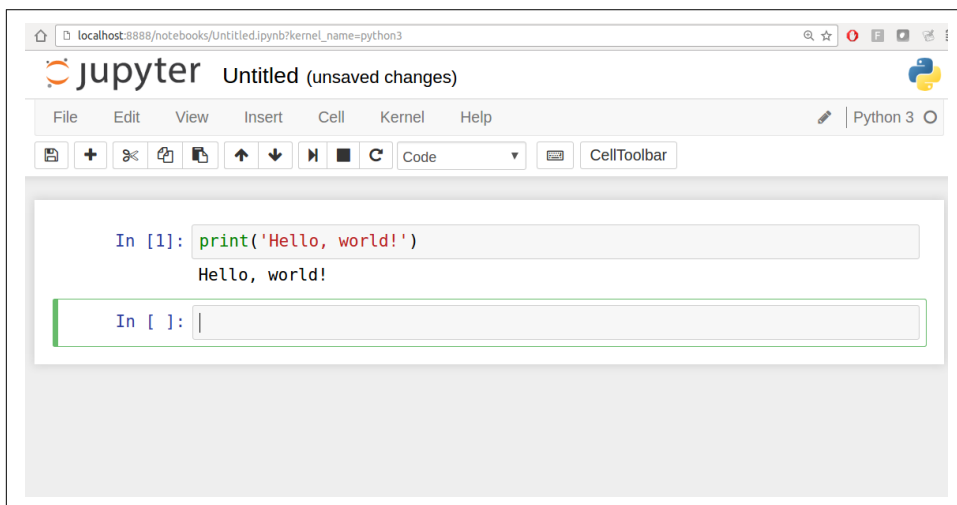 localhost:8888/notebooks/Untitled.ipynb?kernel_name=python3
jupyter Untitled (unsaved changes)
File Edit View Insert Cell Kernel Help Python 3
Code CellToolbar
In [1]: print('Hello, world!')
Hello, world!
In [ ]: